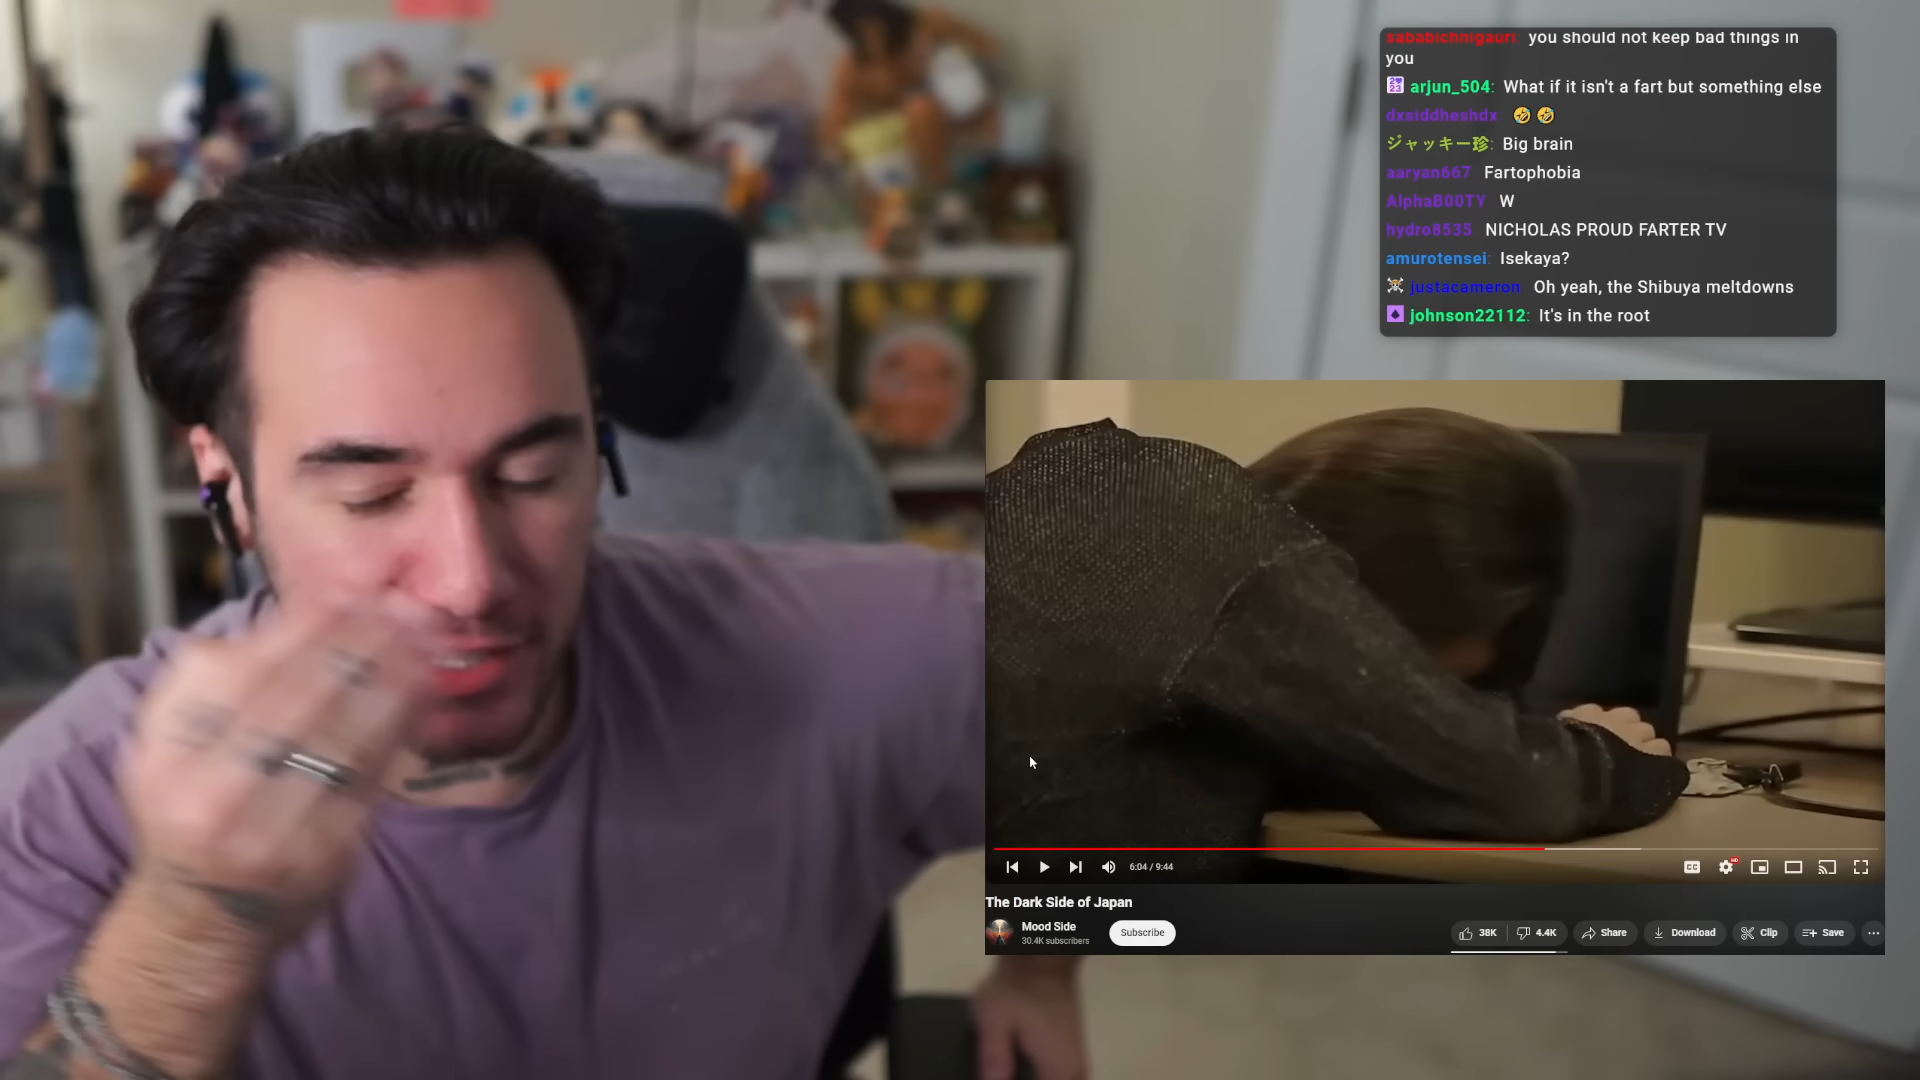 sababichnigauri: you should not keep bad things in
you
arjun_504: What if it isn't a fart but something else
dxsiddheshdx 🤣 🤣
ジャッキー珍: Big brain
aaryan667 Fartophobia
AlphaB00TY W
hydro8535 NICHOLAS PROUD FARTER TV
amurotensei: Isekaya?
justacameron Oh yeah, the Shibuya meltdowns
johnson22112: It's in the root
6:04 / 9:44
CC
HD
The Dark Side of Japan
Mood Side
30.4K subscribers
Subscribe
38K
4.4K
Share
Download
Clip
Save